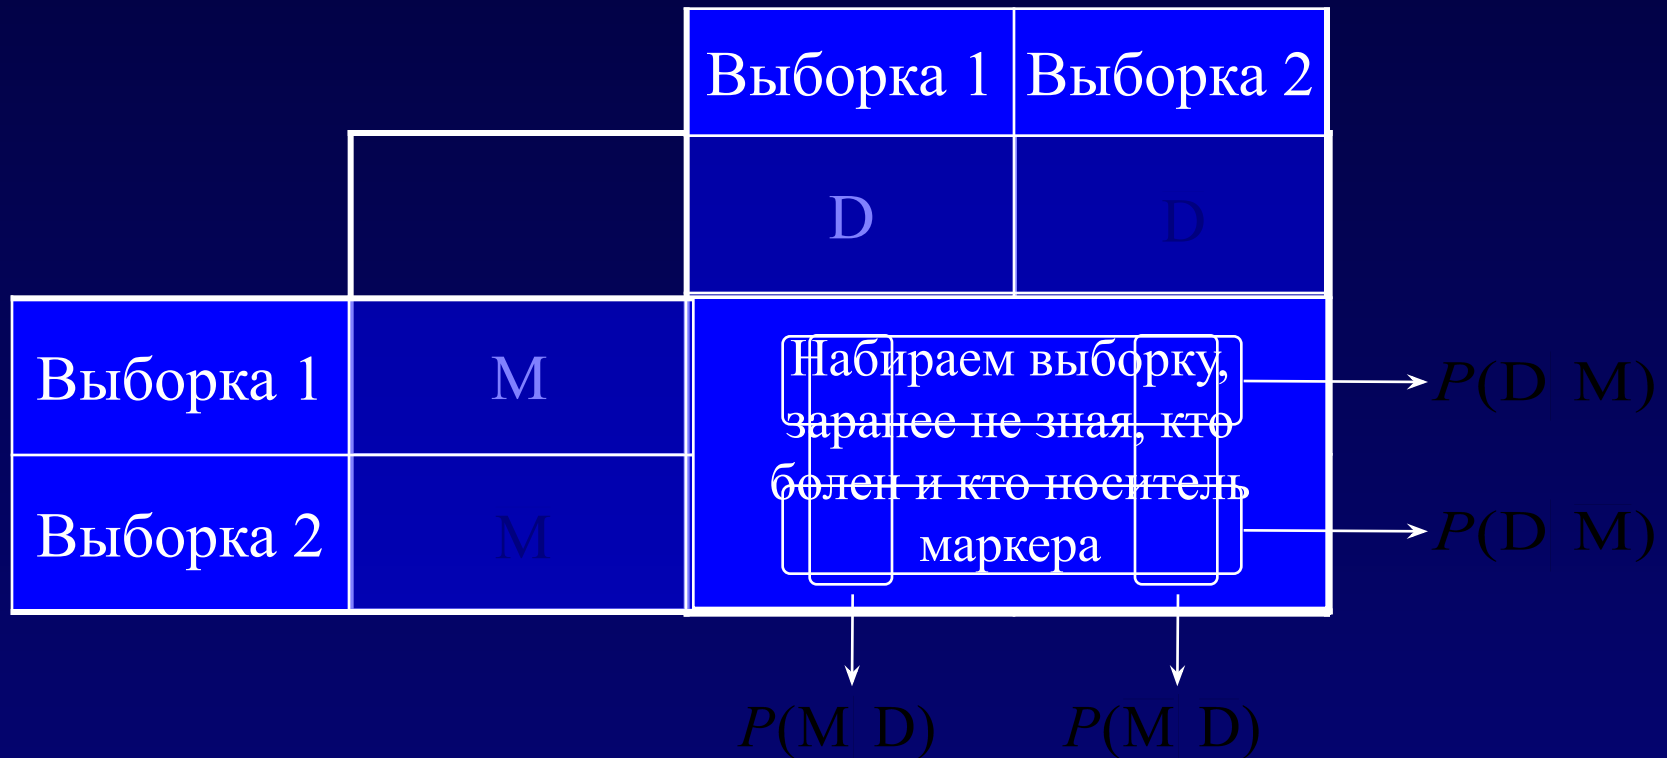 Выборка 1 Выборка 2
D D
Выборка 1 M
Набираем выборку,
заранее не зная, кто
болен и кто носитель
маркера
P(D M)
Выборка 2 M
P(D M)
P(M D) P(M D)